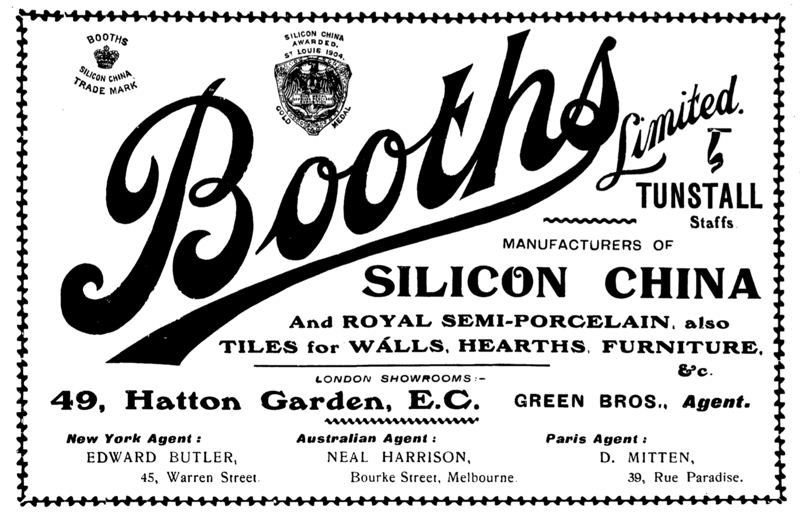 BOOTHS
SILICON CHINA
TRADE MARK
SILICON CHINA
AWARDED,
ST LOUIS 1904.
GOLD MEDAL
Booths
Limited.
TUNSTALL
Staffs.
MANUFACTURERS OF
SILICON CHINA
And ROYAL SEMI-PORCELAIN, also
TILES for WÁLLS, HEARTHS, FURNITURE,
&c.
LONDON SHOWROOMS:-
49, Hatton Garden, E.C. GREEN BROS., Agent.
New York Agent:
EDWARD BUTLER,
45, Warren Street.
Australian Agent:
NEAL HARRISON,
Bourke Street, Melbourne.
Paris Agent:
D. MITTEN,
39, Rue Paradise.